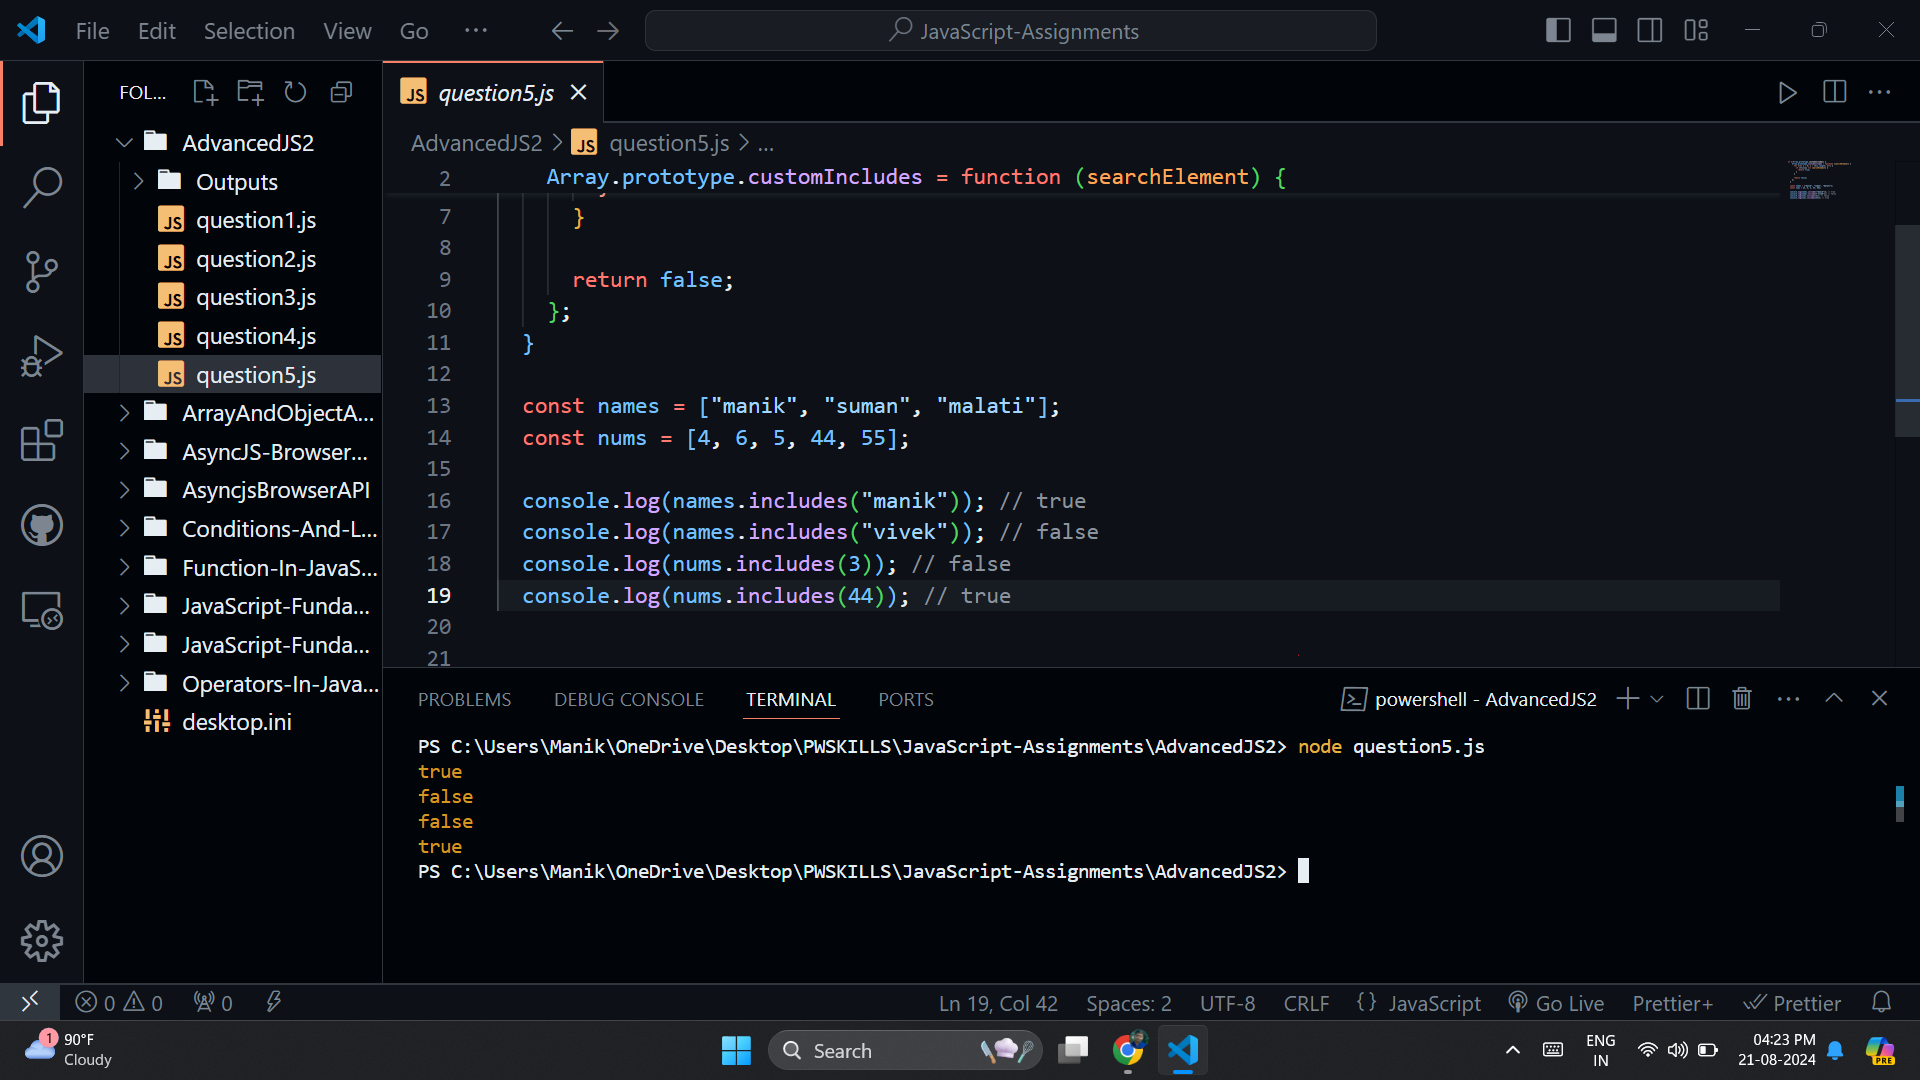 File Edit Selection View Go ... JavaScript-Assignments
FOL...
AdvancedJS2
Outputs
JS question1.js
JS question2.js
JS question3.js
JS question4.js
JS question5.js
ArrayAndObjectA...
AsyncJS-Browser...
AsyncjsBrowserAPI
Conditions-And-L...
Function-In-JavaS...
JavaScript-Funda...
JavaScript-Funda...
Operators-In-Java...
desktop.ini
JS question5.js
AdvancedJS2 > JS question5.js > ...
2 Array.prototype.customIncludes = function (searchElement) {
7 }
8
9 return false;
10 };
11 }
12
13 const names = ["manik", "suman", "malati"];
14 const nums = [4, 6, 5, 44, 55];
15
16 console.log(names.includes("manik")); // true
17 console.log(names.includes("vivek")); // false
18 console.log(nums.includes(3)); // false
19 console.log(nums.includes(44)); // true
20
21
PROBLEMS DEBUG CONSOLE TERMINAL PORTS powershell - AdvancedJS2
PS C:\Users\Manik\OneDrive\Desktop\PWSKILLS\JavaScript-Assignments\AdvancedJS2> node question5.js
true
false
false
true
PS C:\Users\Manik\OneDrive\Desktop\PWSKILLS\JavaScript-Assignments\AdvancedJS2>
0 0 0 Ln 19, Col 42 Spaces: 2 UTF-8 CRLF {} JavaScript Go Live Prettier+ Prettier
1 90°F
Cloudy
Search
ENG
IN
04:23 PM
21-08-2024
PRE